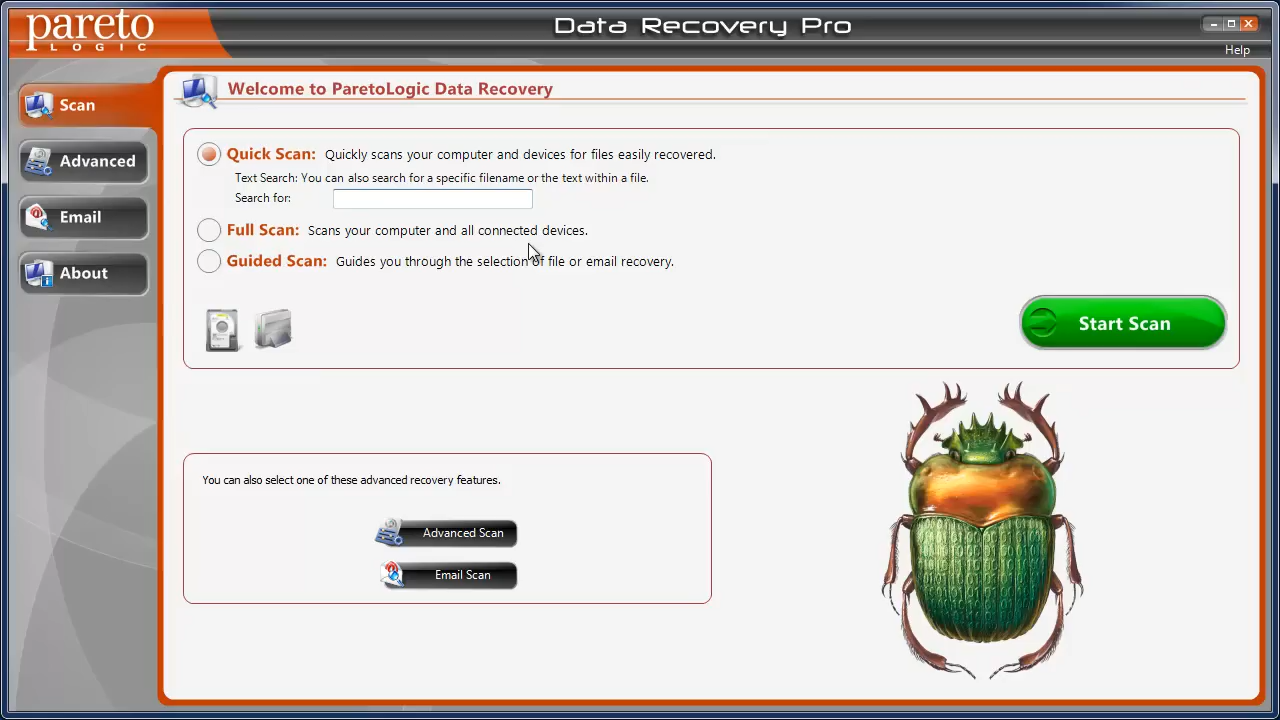 pareto
LOGIC
Data Recovery Pro
Help
Scan
Advanced
Email
About
Welcome to ParetoLogic Data Recovery
Quick Scan: Quickly scans your computer and devices for files easily recovered.
Text Search: You can also search for a specific filename or the text within a file.
Search for:
Full Scan: Scans your computer and all connected devices.
Guided Scan: Guides you through the selection of file or email recovery.
Start Scan
You can also select one of these advanced recovery features.
Advanced Scan
Email Scan